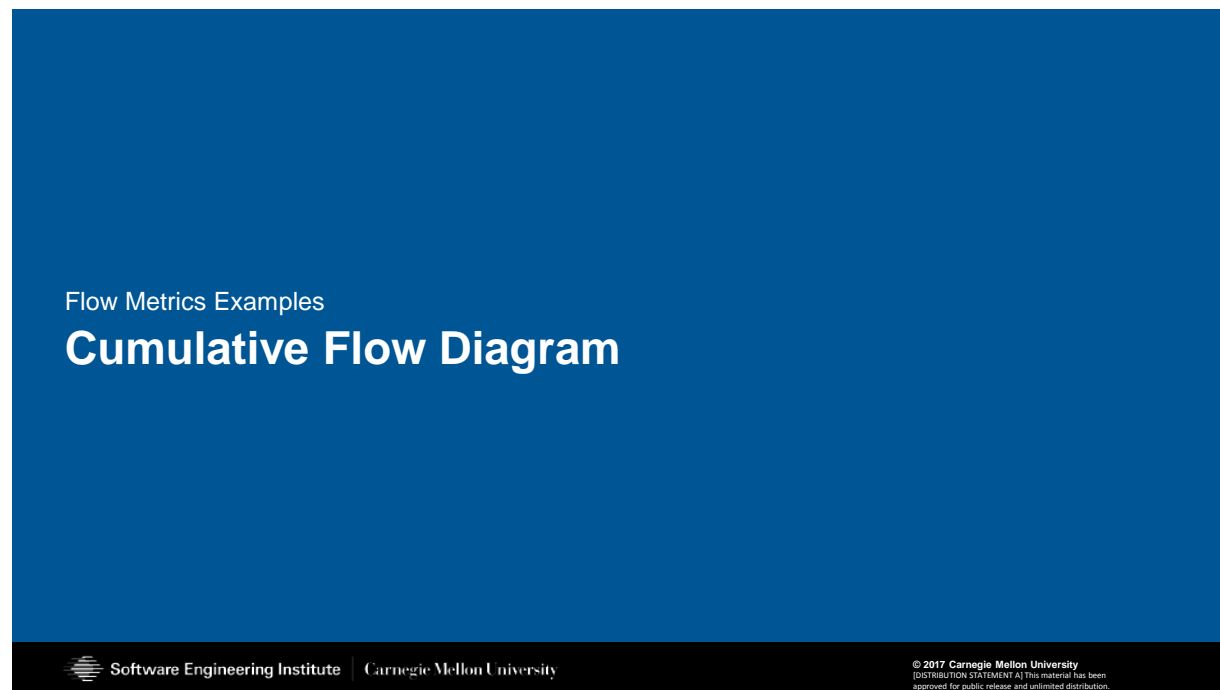 Flow Metrics Examples
Cumulative Flow Diagram
Software Engineering Institute
Carnegie Mellon University
© 2017 Carnegie Mellon University
[DISTRIBUTION STATEMENT A] This material has been
approved for public release and unlimited distribution.